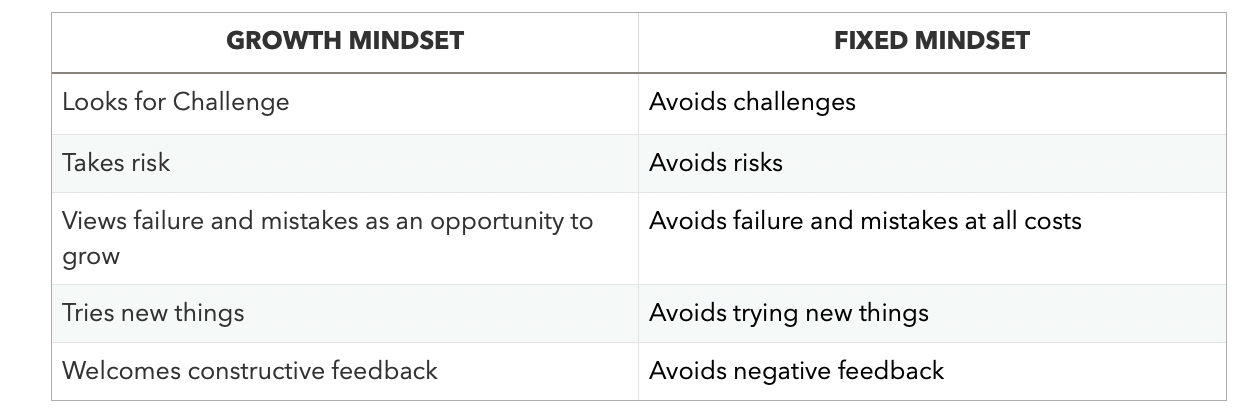 GROWTH MINDSET
FIXED MINDSET
Looks for Challenge
Avoids challenges
Takes risk
Avoids risks
Views failure and mistakes as an opportunity to
grow
Avoids failure and mistakes at all costs
Tries new things
Avoids trying new things
Welcomes constructive feedback
Avoids negative feedback